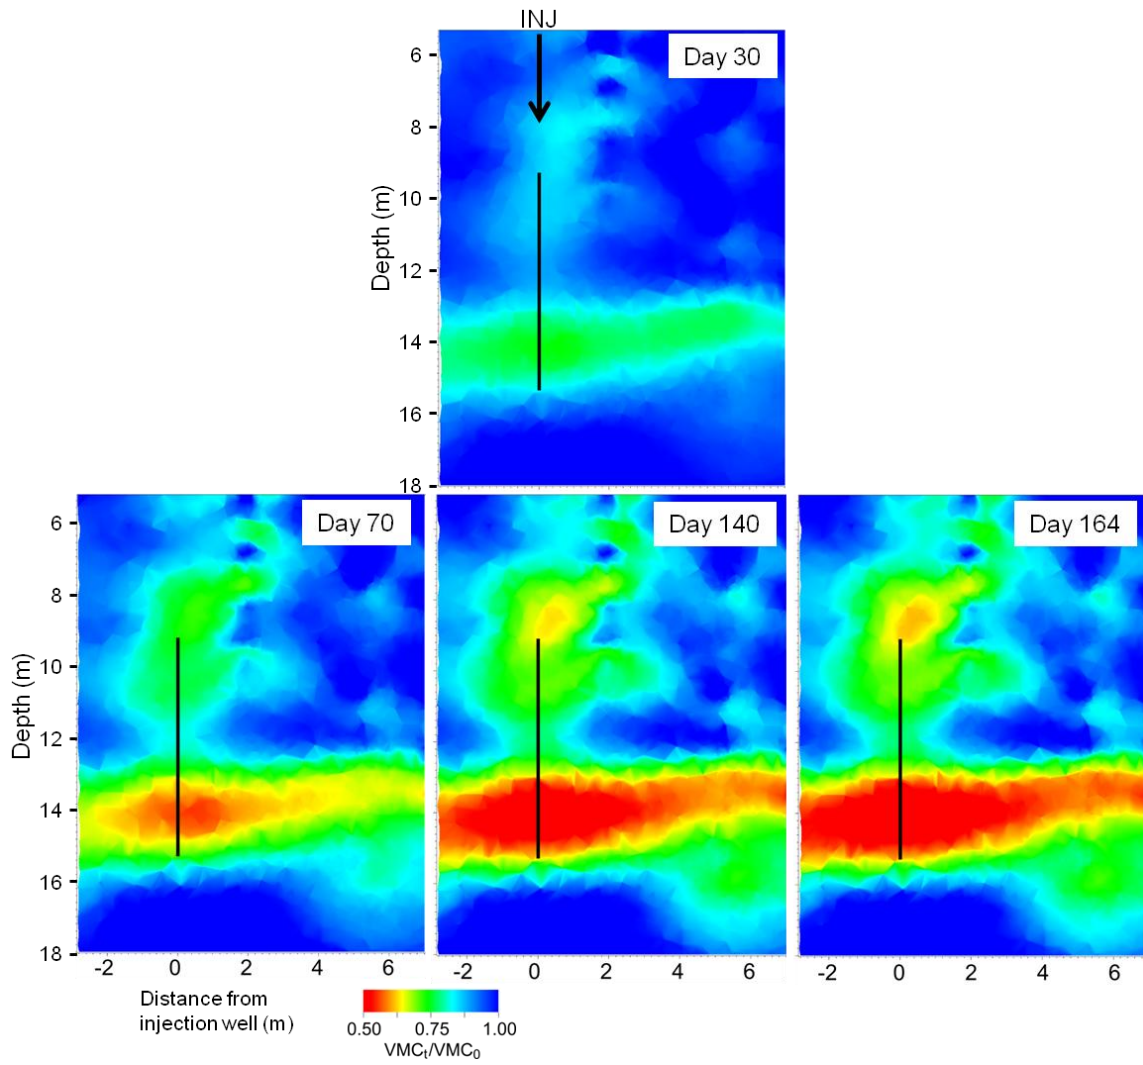 INJ
Day 30
6
8
10
12
14
16
18
Depth (m)
Day 70
Day 140
Day 164
6
8
10
12
14
16
18
Depth (m)
-2 0 2 4 6
-2 0 2 4 6
-2 0 2 4 6
Distance from
injection well (m)
0.50 0.75 1.00
VMCₜ/VMC₀